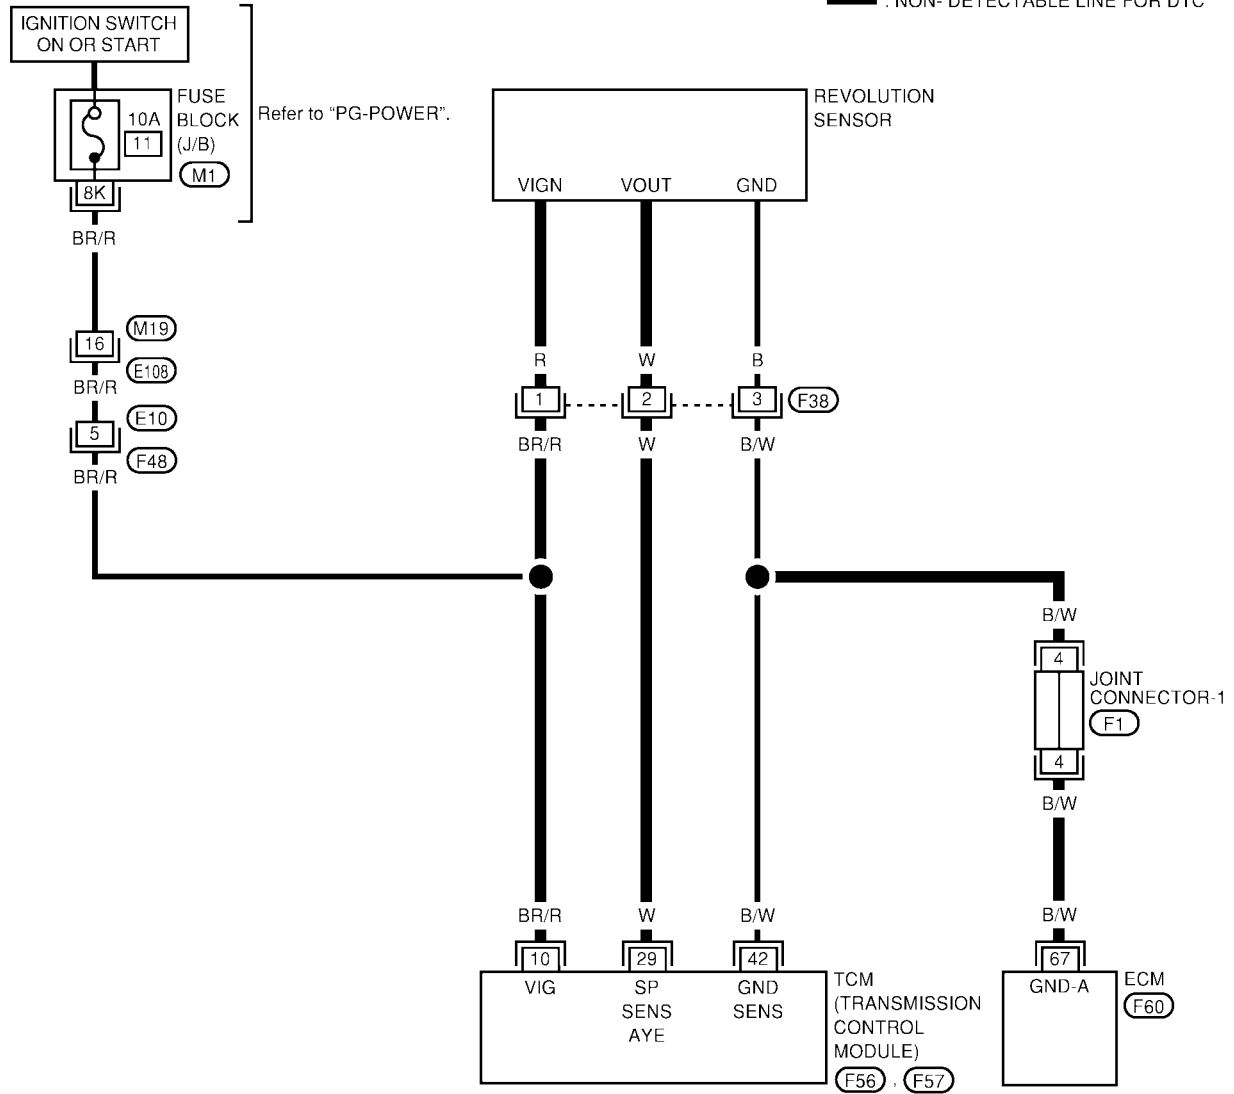 : NON- DETECTABLE LINE FOR DTC
IGNITION SWITCH
ON OR START
FUSE
BLOCK
(J/B)
10A
11
M1
8K
Refer to “PG-POWER”.
BR/R
16
M19
E108
BR/R
5
E10
F48
BR/R
REVOLUTION
SENSOR
VIGN VOUT GND
R W B
1 2 3 F38
BR/R W B/W
B/W
4
JOINT
CONNECTOR-1
F1
4
B/W
BR/R W B/W B/W
10 29 42 67
VIG
SP
SENS
AYE
GND
SENS
TCM
(TRANSMISSION
CONTROL
MODULE)
F56 , F57
GND-A
ECM
F60